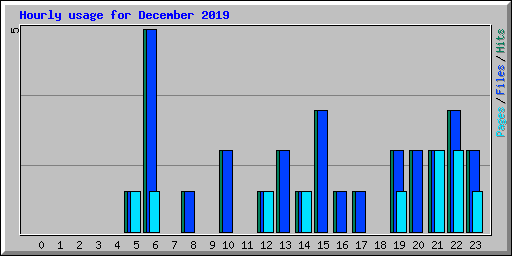 Hourly usage for December 2019
5
Pages / Files / Hits
0 1 2 3 4 5 6 7 8 9 10 11 12 13 14 15 16 17 18 19 20 21 22 23